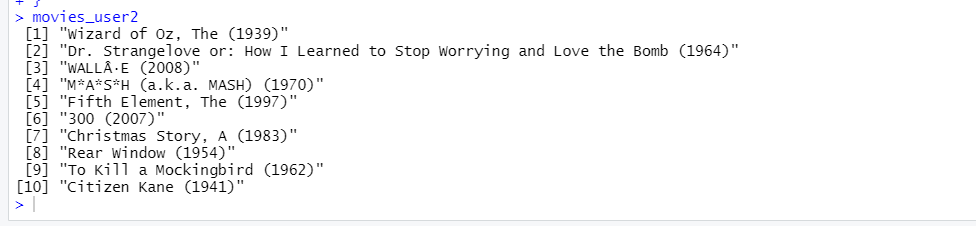 + }
> movies_user2
[1] "Wizard of Oz, The (1939)"
[2] "Dr. Strangelove or: How I Learned to Stop Worrying and Love the Bomb (1964)"
[3] "WALLÂ·E (2008)"
[4] "M*A*S*H (a.k.a. MASH) (1970)"
[5] "Fifth Element, The (1997)"
[6] "300 (2007)"
[7] "Christmas Story, A (1983)"
[8] "Rear Window (1954)"
[9] "To Kill a Mockingbird (1962)"
[10] "Citizen Kane (1941)"
>